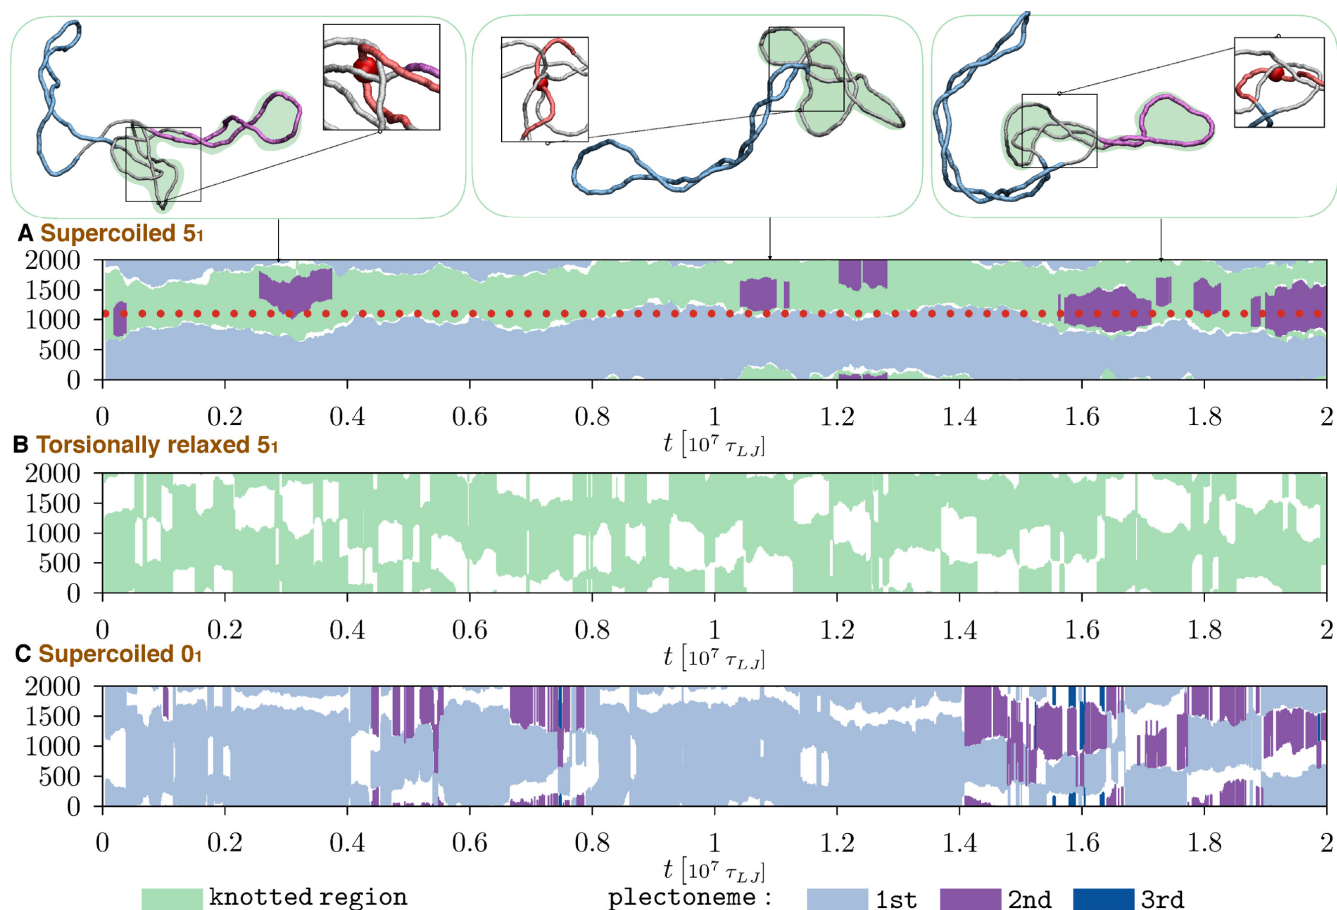 A Supercoiled 5₁
2000
1500
1000
500
0
0 0.2 0.4 0.6 0.8 1 1.2 1.4 1.6 1.8 2
t [10⁷ τ_LJ]
B Torsionally relaxed 5₁
2000
1500
1000
500
0
0 0.2 0.4 0.6 0.8 1 1.2 1.4 1.6 1.8 2
t [10⁷ τ_LJ]
C Supercoiled 0₁
2000
1500
1000
500
0
0 0.2 0.4 0.6 0.8 1 1.2 1.4 1.6 1.8 2
t [10⁷ τ_LJ]
knotted region plectoneme : 1st 2nd 3rd